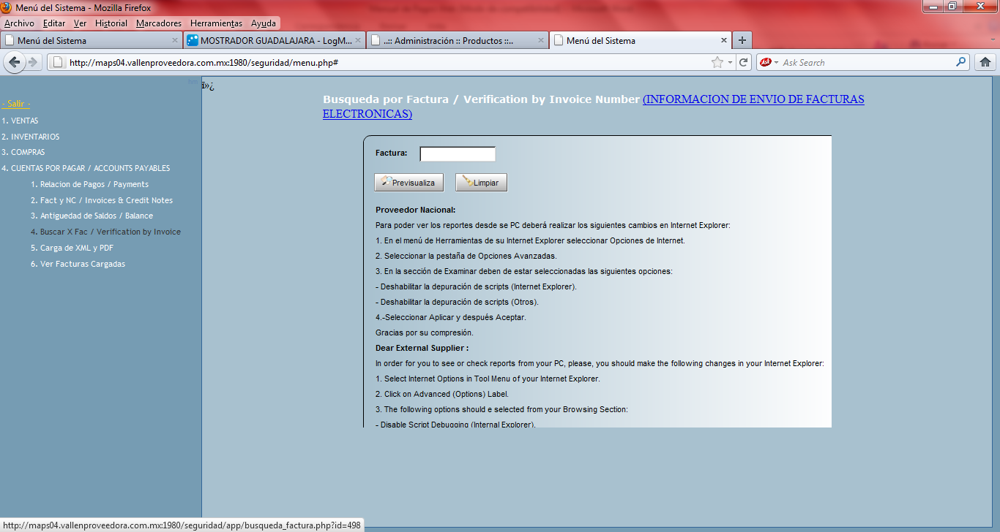 Menú del Sistema - Mozilla Firefox
Archivo Editar Ver Historial Marcadores Herramientas Ayuda
Menú del Sistema
MOSTRADOR GUADALAJARA - LogM...
..:: Administración :: Productos ::..
Menú del Sistema
http://maps04.vallenproveedora.com.mx:1980/seguridad/menu.php#
Ask Search
- Salir -
1. VENTAS
2. INVENTARIOS
3. COMPRAS
4. CUENTAS POR PAGAR / ACCOUNTS PAYABLES
1. Relacion de Pagos / Payments
2. Fact y NC / Invoices & Credit Notes
3. Antiguedad de Saldos / Balance
4. Buscar X Fac / Verification by Invoice
5. Carga de XML y PDF
6. Ver Facturas Cargadas
ï»¿
Busqueda por Factura / Verification by Invoice Number (INFORMACION DE ENVIO DE FACTURAS
ELECTRONICAS)
Factura:
Previsualiza Limpiar
Proveedor Nacional:
Para poder ver los reportes desde se PC deberá realizar los siguientes cambios en Internet Explorer:
1. En el menú de Herramientas de su Internet Explorer seleccionar Opciones de Internet.
2. Seleccionar la pestaña de Opciones Avanzadas.
3. En la sección de Examinar deben de estar seleccionadas las siguientes opciones:
- Deshabilitar la depuración de scripts (Internet Explorer).
- Deshabilitar la depuración de scripts (Otros).
4.-Seleccionar Aplicar y después Aceptar.
Gracias por su compresión.
Dear External Supplier :
In order for you to see or check reports from your PC, please, you should make the following changes in your Internet Explorer:
1. Select Internet Options in Tool Menu of your Internet Explorer.
2. Click on Advanced (Options) Label.
3. The following options should e selected from your Browsing Section:
- Disable Script Debugging (Internal Explorer).
http://maps04.vallenproveedora.com.mx:1980/seguridad/app/busqueda_factura.php?id=498